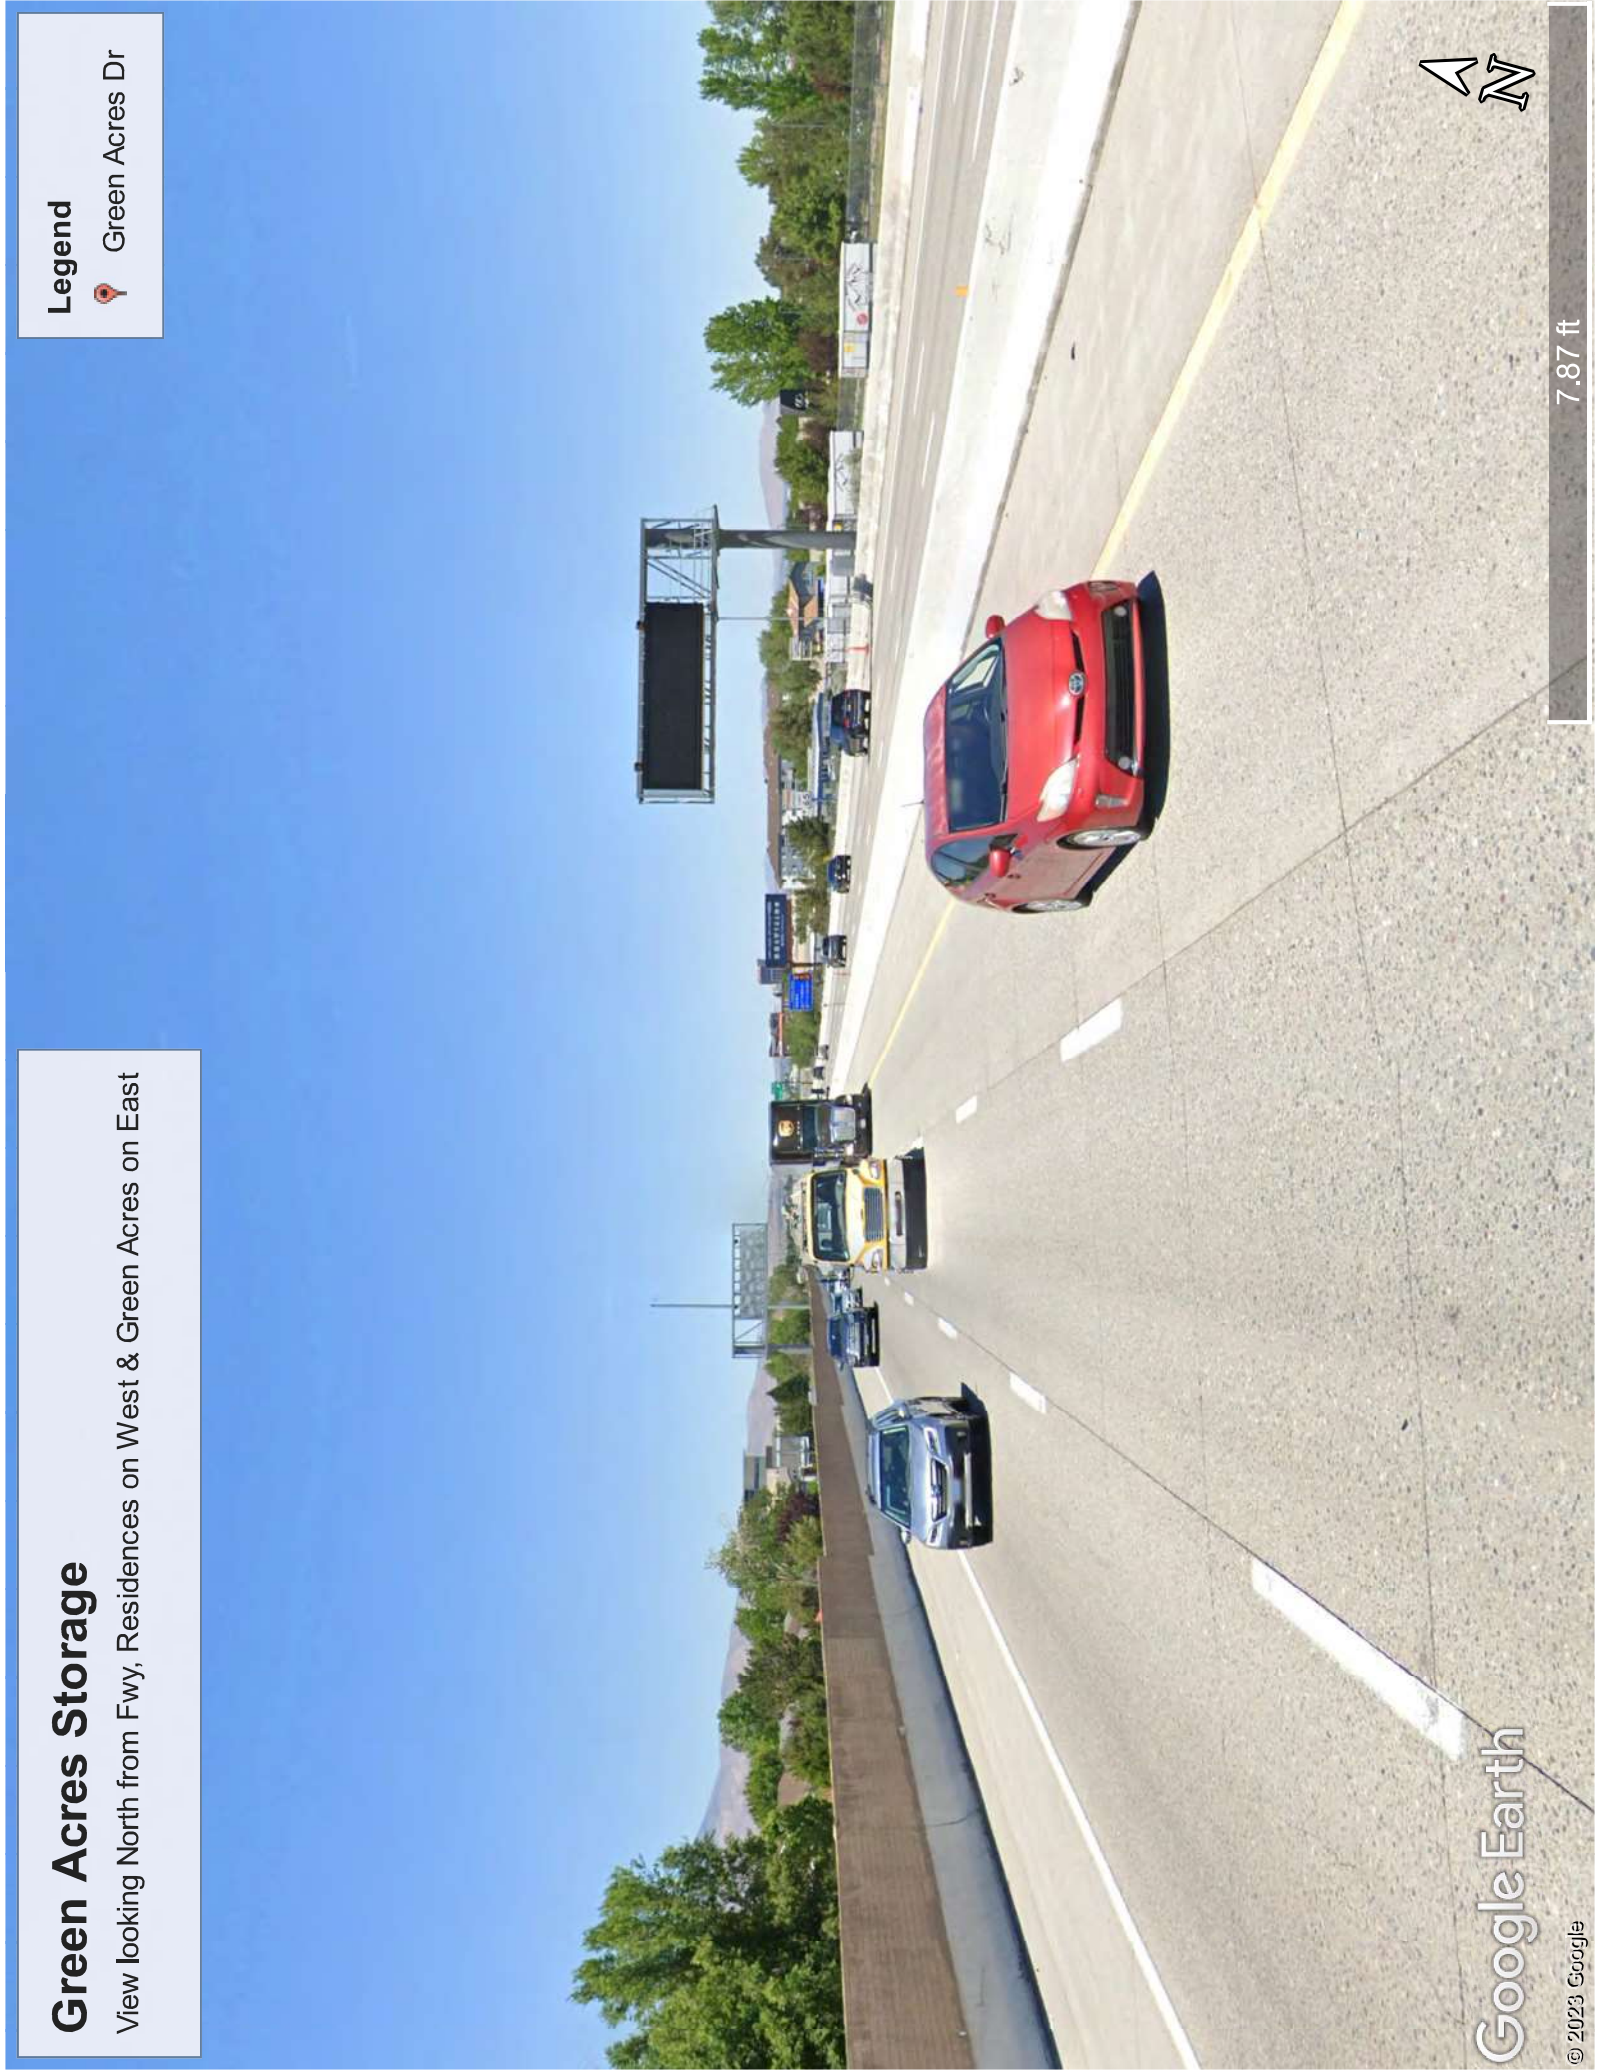 Green Acres Storage
View looking North from Fwy, Residences on West & Green Acres on East
Legend
Green Acres Dr
N
Google Earth
© 2023 Google
7.87 ft